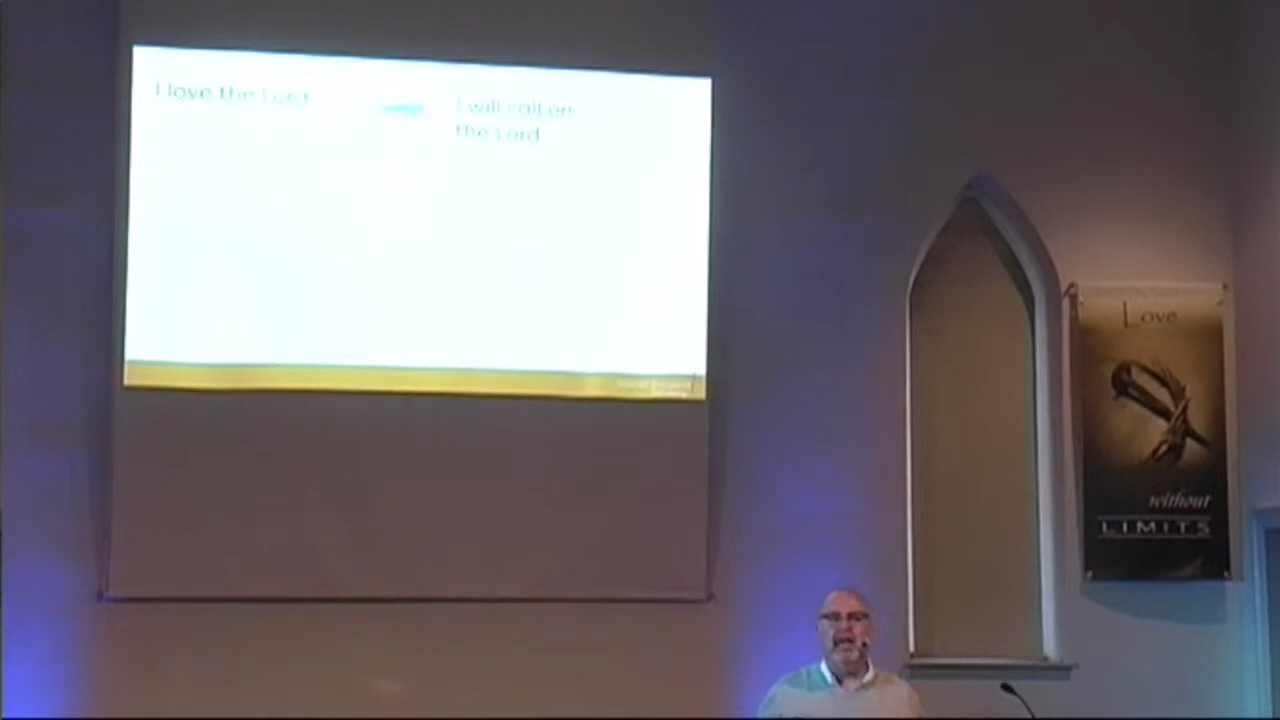 I love the Lord
I will call on
the Lord
Love
without
LIMITS